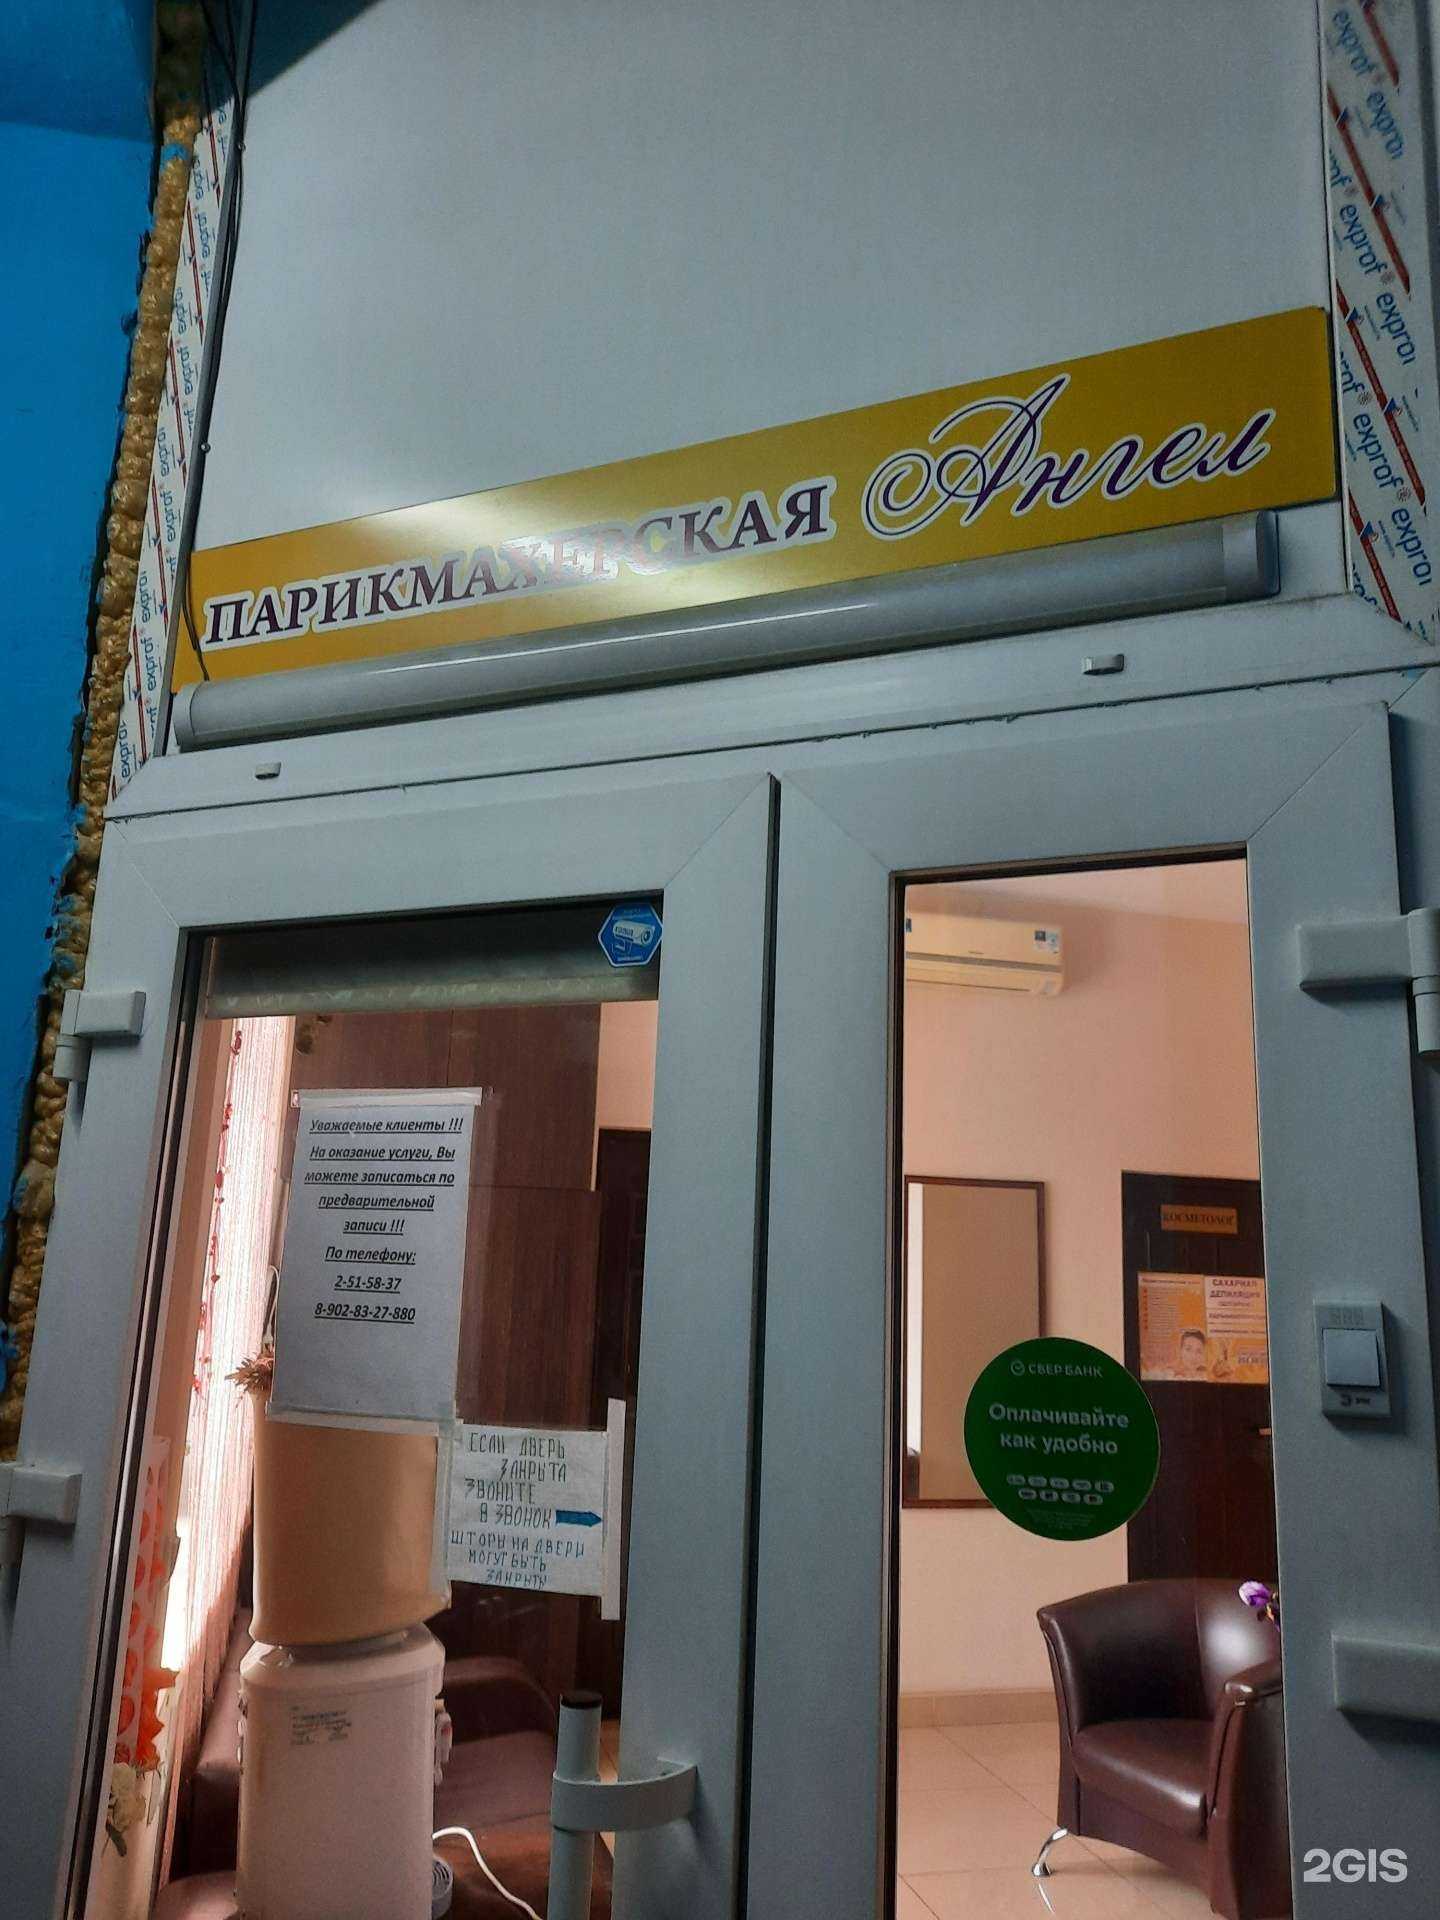 exprof
ПАРИКМАХЕРСКАЯ Ангел
Уважаемые клиенты !!!
На оказание услуги, Вы
можете записаться по
предварительной
записи !!!
По телефону:
2-51-58-37
8-902-83-27-880
ЕСЛИ ДВЕРЬ
ЗАКРЫТА
ЗВОНИТЕ
В ЗВОНОК
ШТОРЫ НА ДВЕРИ
МОГУТ БЫТЬ
ЗАКРЫТЫ
КОСМЕТОЛОГ
САХАРНАЯ
ДЕПИЛЯЦИЯ
СБЕР БАНК
Оплачивайте
как удобно
2GIS